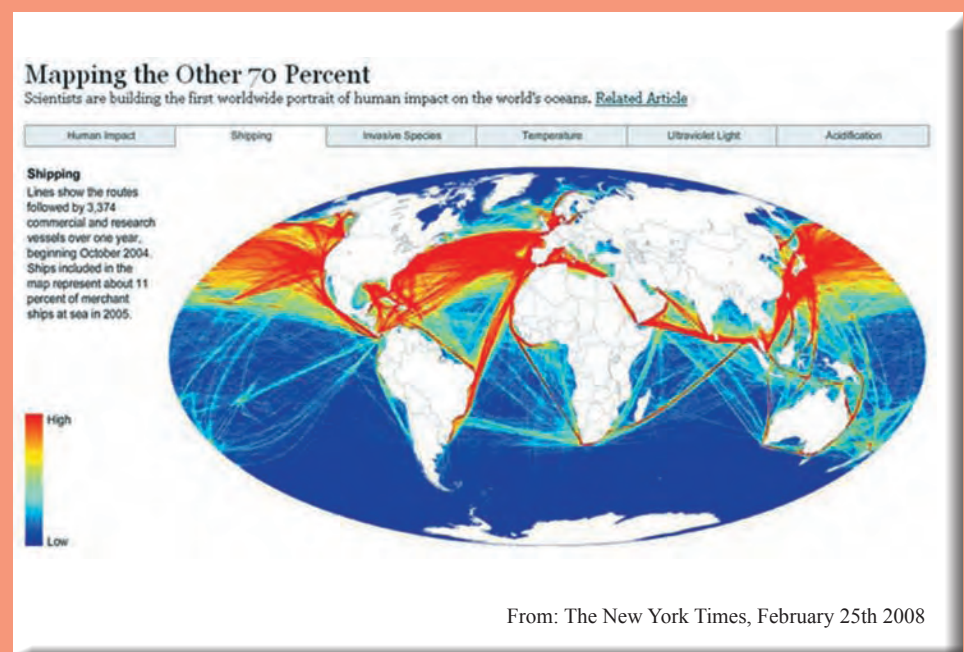 Mapping the Other 70 Percent
Scientists are building the first worldwide portrait of human impact on the world's oceans. Related Article
Human Impact
Shipping
Invasive Species
Temperature
Ultraviolet Light
Acidification
Shipping
Lines show the routes
followed by 3,374
commercial and research
vessels over one year,
beginning October 2004.
Ships included in the
map represent about 11
percent of merchant
ships at sea in 2005.
High
Low
From: The New York Times, February 25th 2008